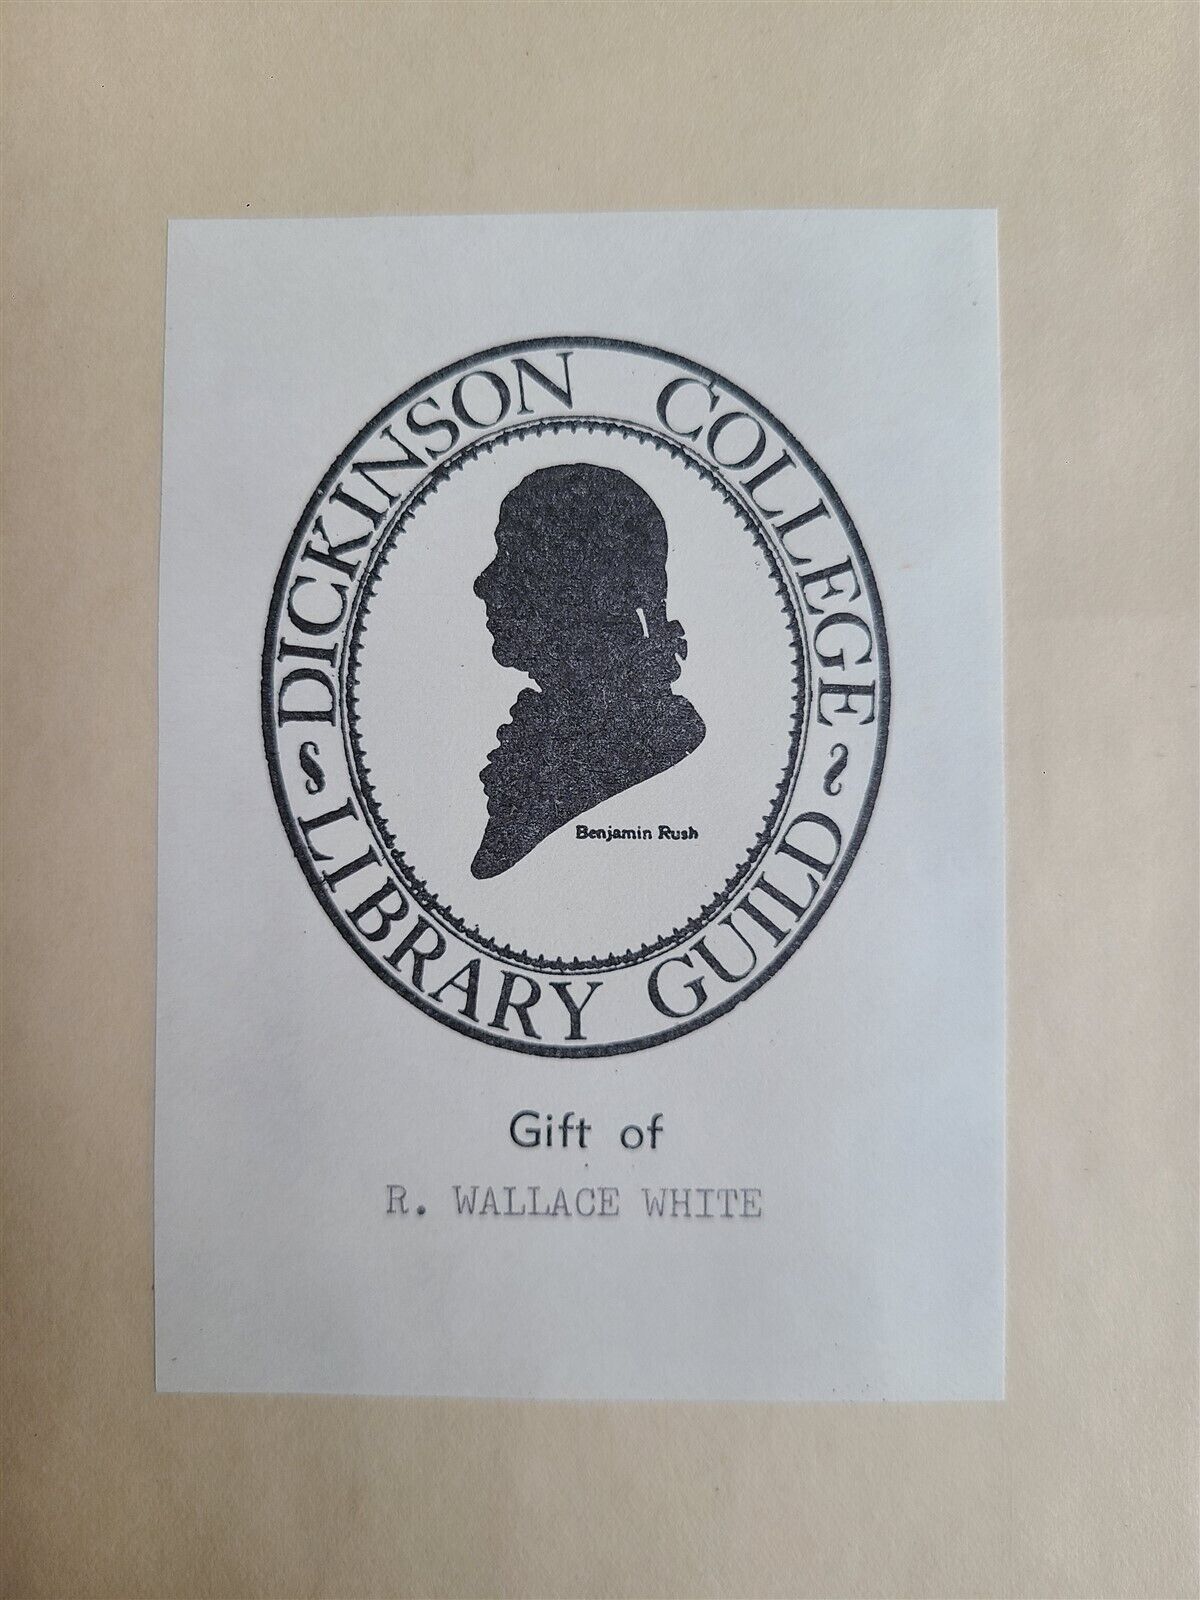 DICKINSON COLLEGE
LIBRARY GUILD
Benjamin Rush
Gift of
R. WALLACE WHITE